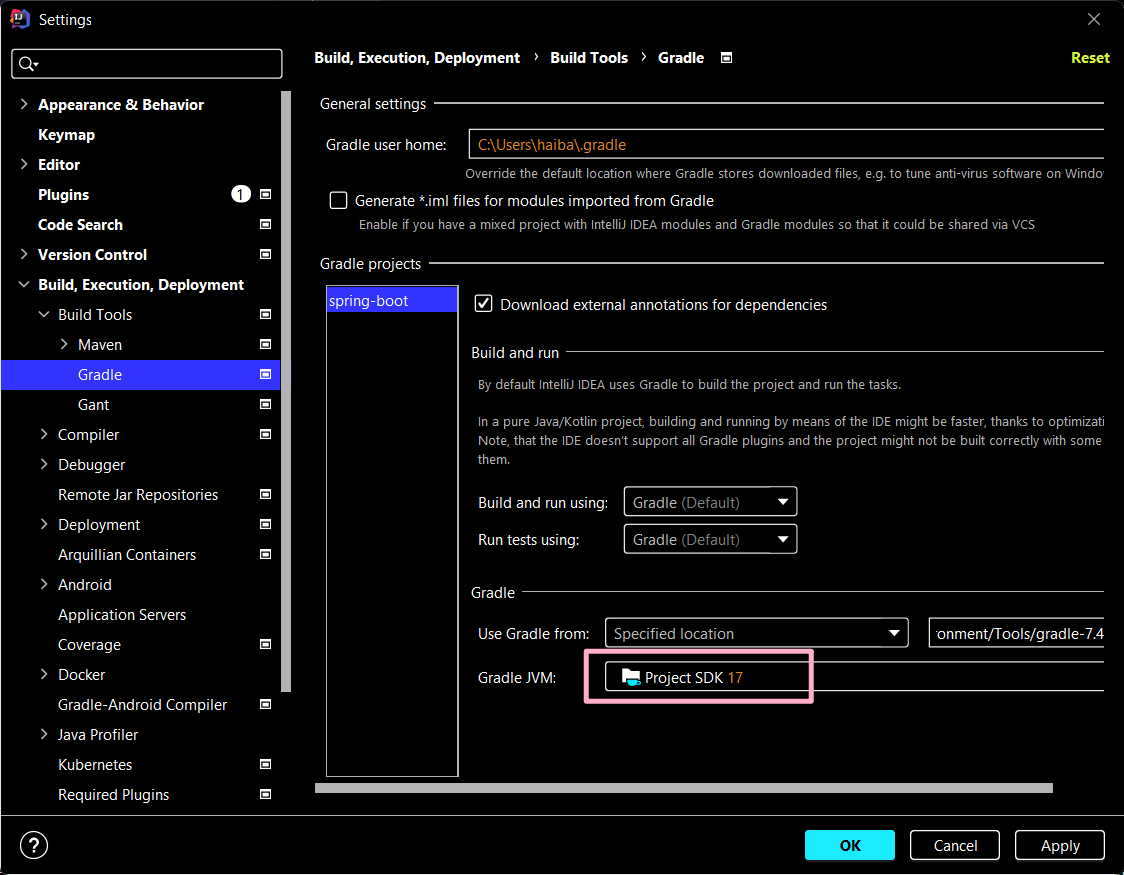 Settings
Build, Execution, Deployment › Build Tools › Gradle
Reset
Appearance & Behavior
Keymap
Editor
Plugins 1
Code Search
Version Control
Build, Execution, Deployment
Build Tools
Maven
Gradle
Gant
Compiler
Debugger
Remote Jar Repositories
Deployment
Arquillian Containers
Android
Application Servers
Coverage
Docker
Gradle-Android Compiler
Java Profiler
Kubernetes
Required Plugins
General settings
Gradle user home: C:\Users\haiba\.gradle
Override the default location where Gradle stores downloaded files, e.g. to tune anti-virus software on Windo
Generate *.iml files for modules imported from Gradle
Enable if you have a mixed project with IntelliJ IDEA modules and Gradle modules so that it could be shared via VCS
Gradle projects
spring-boot
Download external annotations for dependencies
Build and run
By default IntelliJ IDEA uses Gradle to build the project and run the tasks.
In a pure Java/Kotlin project, building and running by means of the IDE might be faster, thanks to optimizati
Note, that the IDE doesn't support all Gradle plugins and the project might not be built correctly with some
them.
Build and run using: Gradle (Default)
Run tests using: Gradle (Default)
Gradle
Use Gradle from: Specified location onment/Tools/gradle-7.4
Gradle JVM: Project SDK 17
?
OK
Cancel
Apply